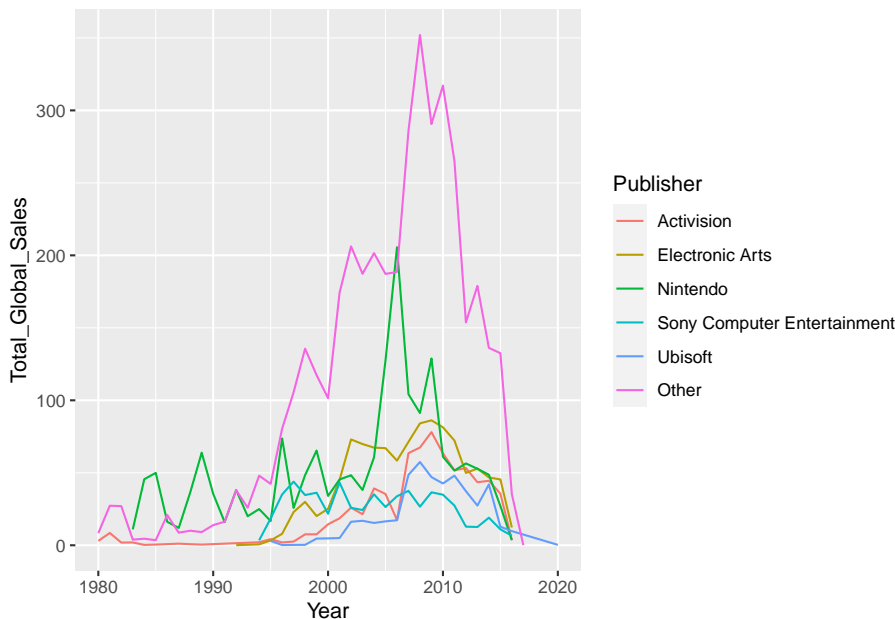 300
200
100
0
Total_Global_Sales
1980
1990
2000
2010
2020
Year
Publisher
Activision
Electronic Arts
Nintendo
Sony Computer Entertainment
Ubisoft
Other